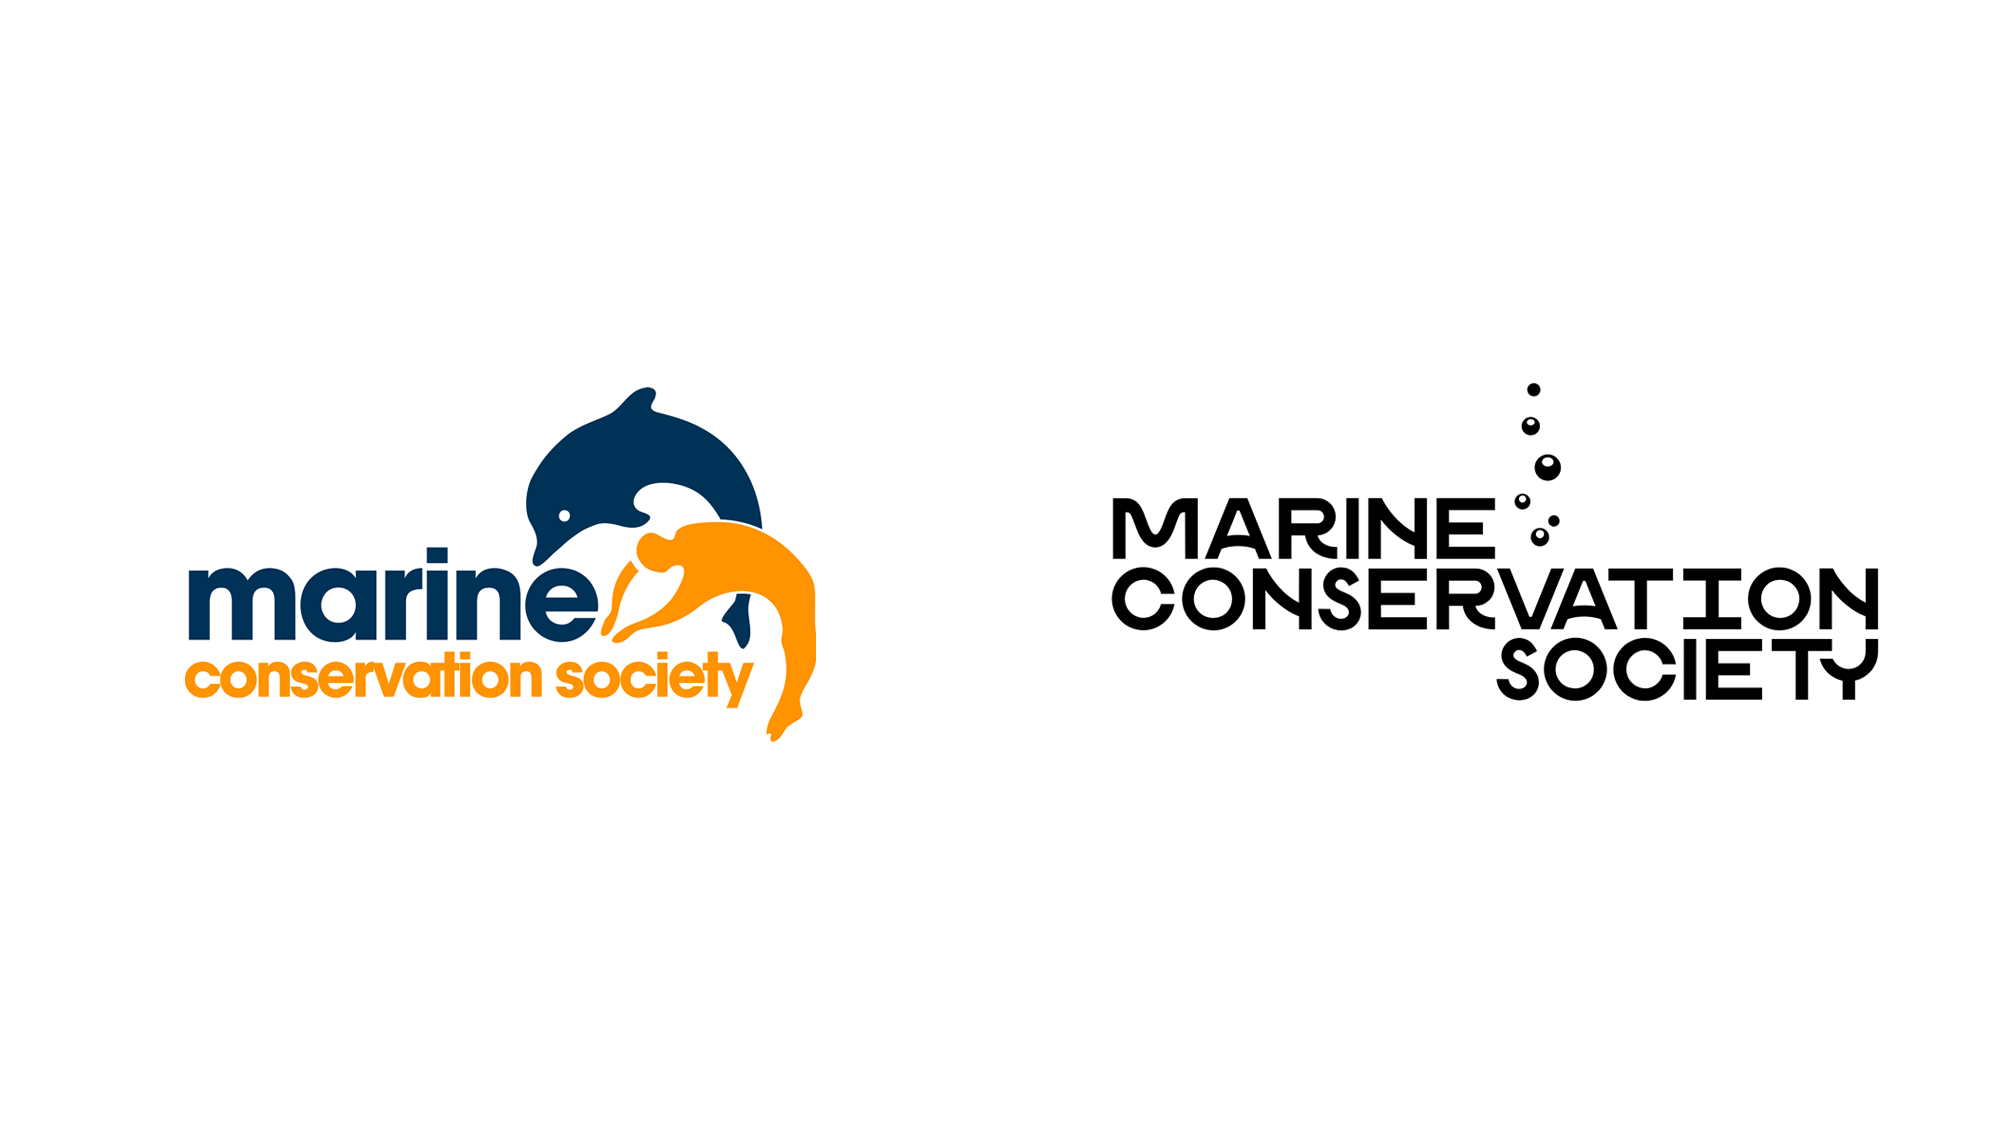 marine
conservation society
MARINE
CONSERVATION
SOCIETY